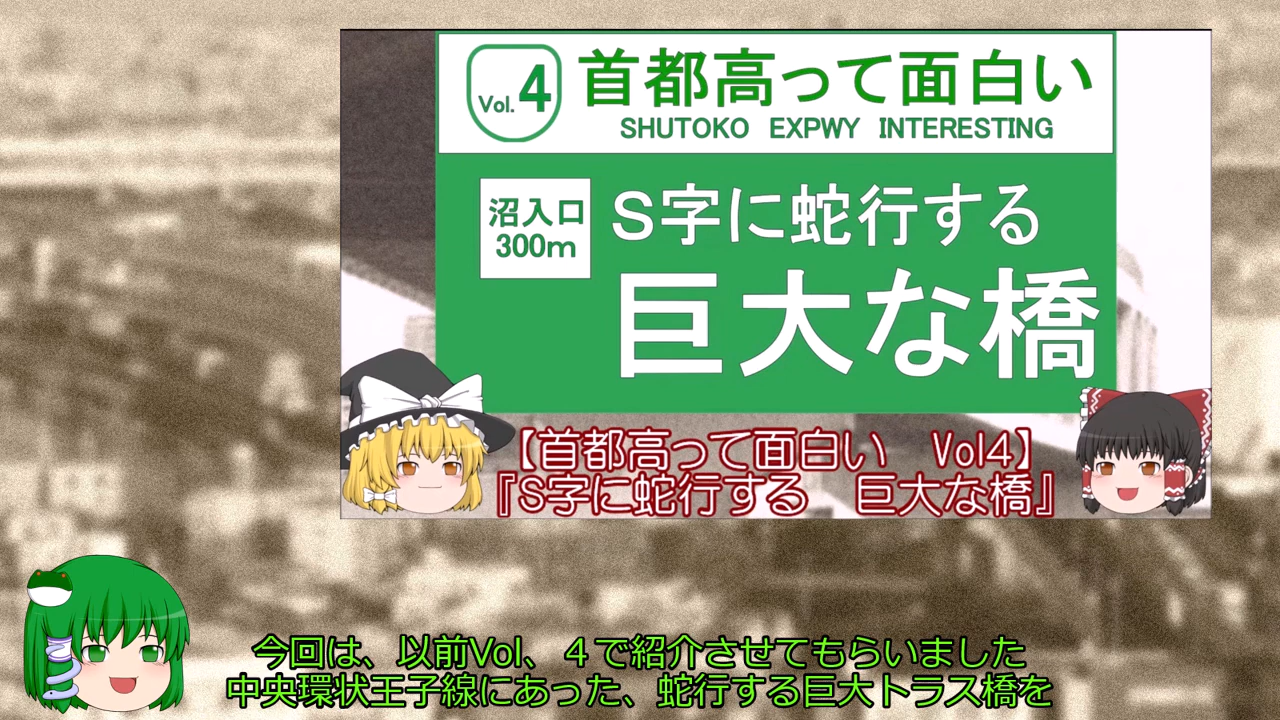 Vol.4 首都高って面白い
SHUTOKO EXPWY INTERESTING
沼入口
300m
S字に蛇行する
巨大な橋
【首都高って面白い Vol4】
『S字に蛇行する 巨大な橋』
今回は、以前Vol、４で紹介させてもらいました
中央環状王子線にあった、蛇行する巨大トラス橋を